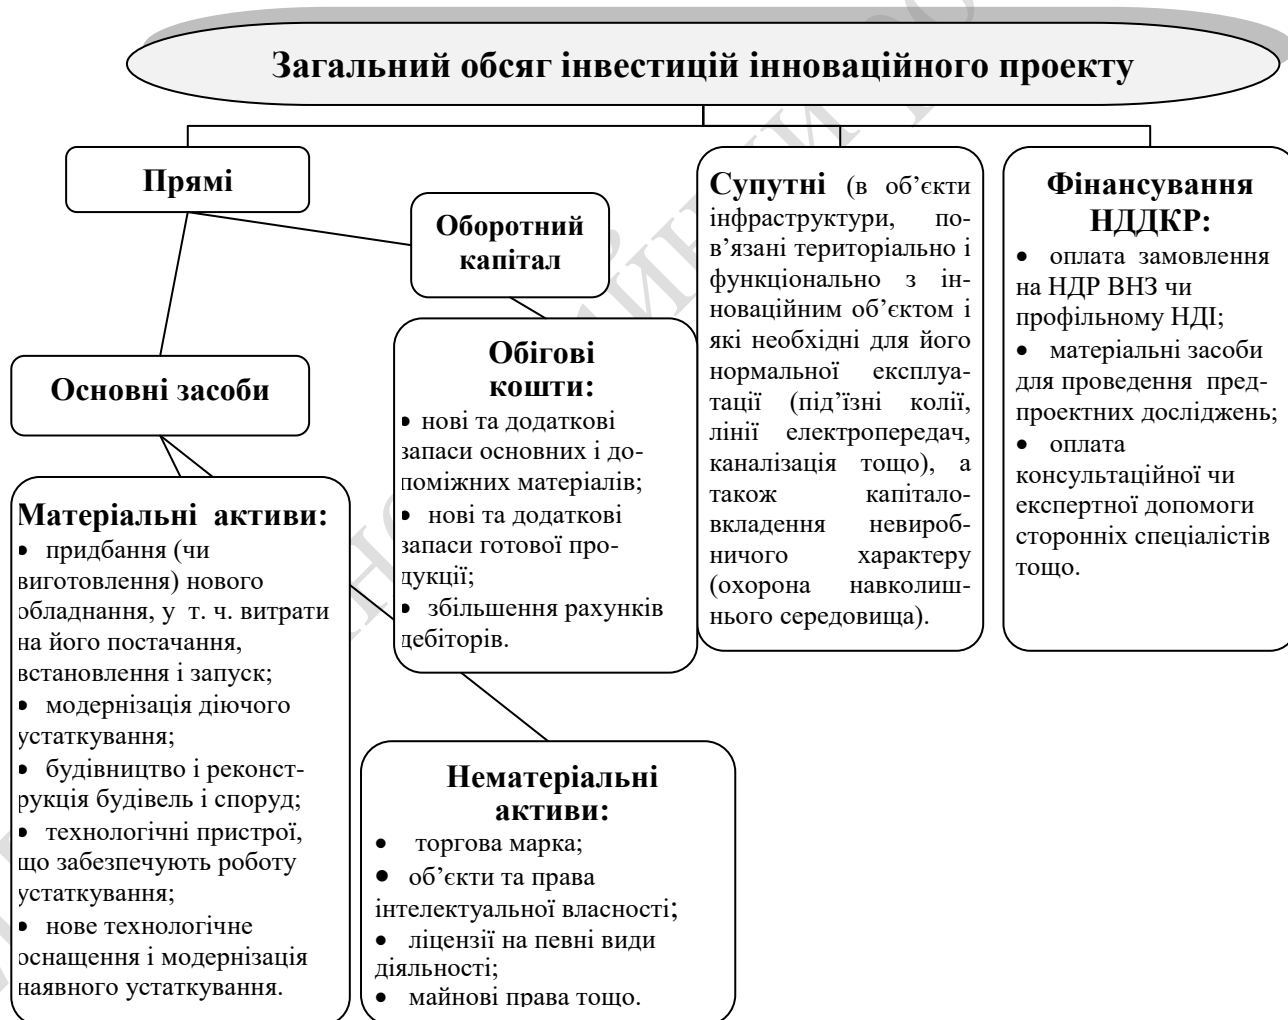 Загальний обсяг інвестицій інноваційного проекту
Прямі
Оборотний
капітал
Основні засоби
Матеріальні активи:
• придбання (чи
виготовлення) нового
обладнання, у т. ч. витрати
на його постачання,
встановлення і запуск;
• модернізація діючого
устаткування;
• будівництво і реконст-
рукція будівель і споруд;
• технологічні пристрої,
що забезпечують роботу
устаткування;
• нове технологічне
оснащення і модернізація
наявного устаткування.
Обігові
кошти:
• нові та додаткові
запаси основних і до-
поміжних матеріалів;
• нові та додаткові
запаси готової про-
дукції;
• збільшення рахунків
дебіторів.
Нематеріальні
активи:
• торгова марка;
• об’єкти та права
інтелектуальної власності;
• ліцензії на певні види
діяльності;
• майнові права тощо.
Супутні (в об’єкти
інфраструктури, по-
в’язані територіально і
функціонально з ін-
новаційним об’єктом і
які необхідні для його
нормальної експлуа-
тації (під’їзні колії,
лінії електропередач,
каналізація тощо), а
також капітало-
вкладення невироб-
ничого характеру
(охорона навколиш-
нього середовища).
Фінансування
НДДКР:
• оплата замовлення
на НДР ВНЗ чи
профільному НДІ;
• матеріальні засоби
для проведення пред-
проектних досліджень;
• оплата
консультаційної чи
експертної допомоги
сторонніх спеціалістів
тощо.